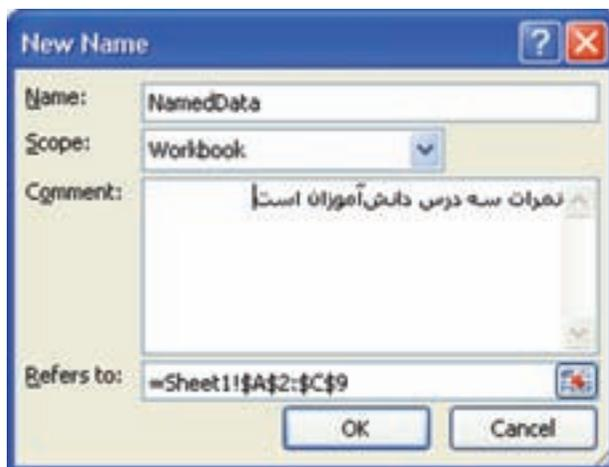 New Name
Name: NamedData
Scope: Workbook
Comment: نمرات سه درس دانش‌آموزان است
Refers to: =Sheet1!$A$2:$C$9
OK Cancel